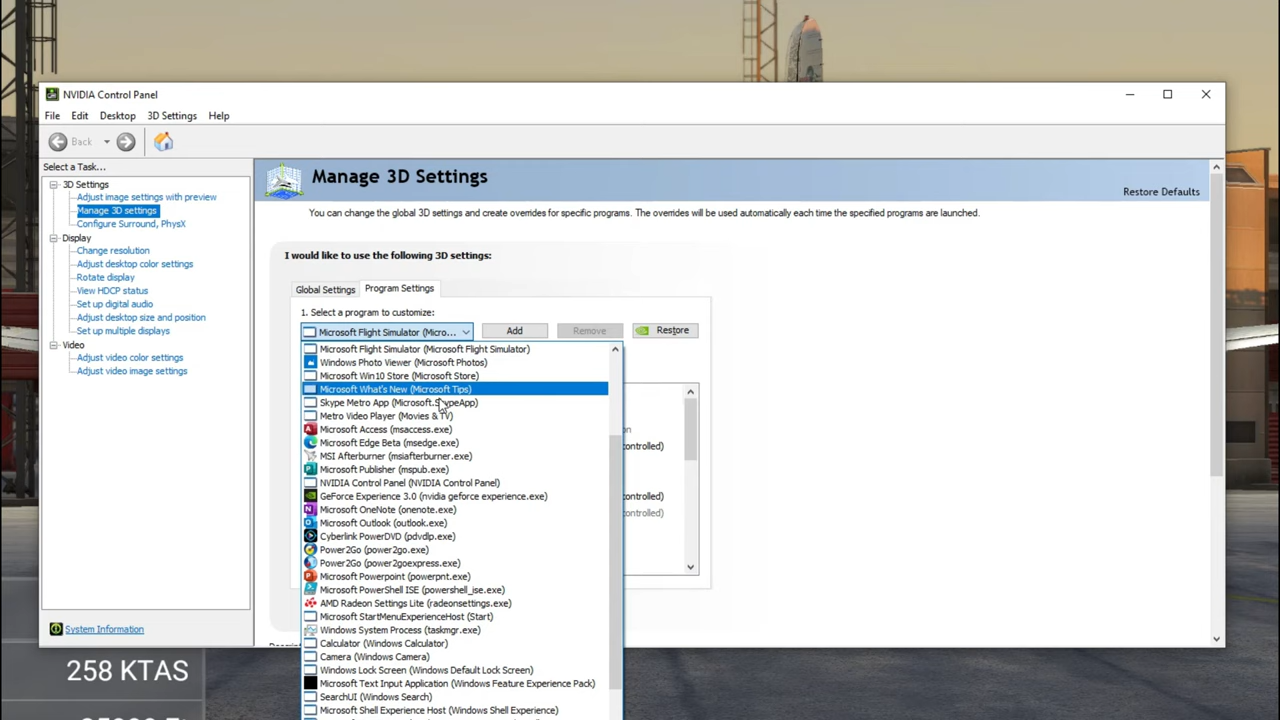 NVIDIA Control Panel
File Edit Desktop 3D Settings Help
Back
Select a Task...
3D Settings
Adjust image settings with preview
Manage 3D settings
Configure Surround, PhysX
Display
Change resolution
Adjust desktop color settings
Rotate display
View HDCP status
Set up digital audio
Adjust desktop size and position
Set up multiple displays
Video
Adjust video color settings
Adjust video image settings
System Information
Manage 3D Settings
Restore Defaults
You can change the global 3D settings and create overrides for specific programs. The overrides will be used automatically each time the specified programs are launched.
I would like to use the following 3D settings:
Global Settings Program Settings
1. Select a program to customize:
Microsoft Flight Simulator (Micro... Add Remove Restore
Microsoft Flight Simulator (Microsoft Flight Simulator)
Windows Photo Viewer (Microsoft Photos)
Microsoft Win10 Store (Microsoft Store)
Microsoft What's New (Microsoft Tips)
Skype Metro App (Microsoft.SkypeApp)
Metro Video Player (Movies & TV)
Microsoft Access (msaccess.exe)
Microsoft Edge Beta (msedge.exe)
MSI Afterburner (msiafterburner.exe)
Microsoft Publisher (mspub.exe)
NVIDIA Control Panel (NVIDIA Control Panel)
GeForce Experience 3.0 (nvidia geforce experience.exe)
Microsoft OneNote (onenote.exe)
Microsoft Outlook (outlook.exe)
Cyberlink PowerDVD (pdvdlp.exe)
Power2Go (power2go.exe)
Power2Go (power2goexpress.exe)
Microsoft Powerpoint (powerpnt.exe)
Microsoft PowerShell ISE (powershell_ise.exe)
AMD Radeon Settings Lite (radeonsettings.exe)
Microsoft StartMenuExperienceHost (Start)
Windows System Process (taskmgr.exe)
Calculator (Windows Calculator)
Camera (Windows Camera)
Windows Lock Screen (Windows Default Lock Screen)
Microsoft Text Input Application (Windows Feature Experience Pack)
SearchUI (Windows Search)
Microsoft Shell Experience Host (Windows Shell Experience)
on
controlled)
controlled)
controlled)
258 KTAS